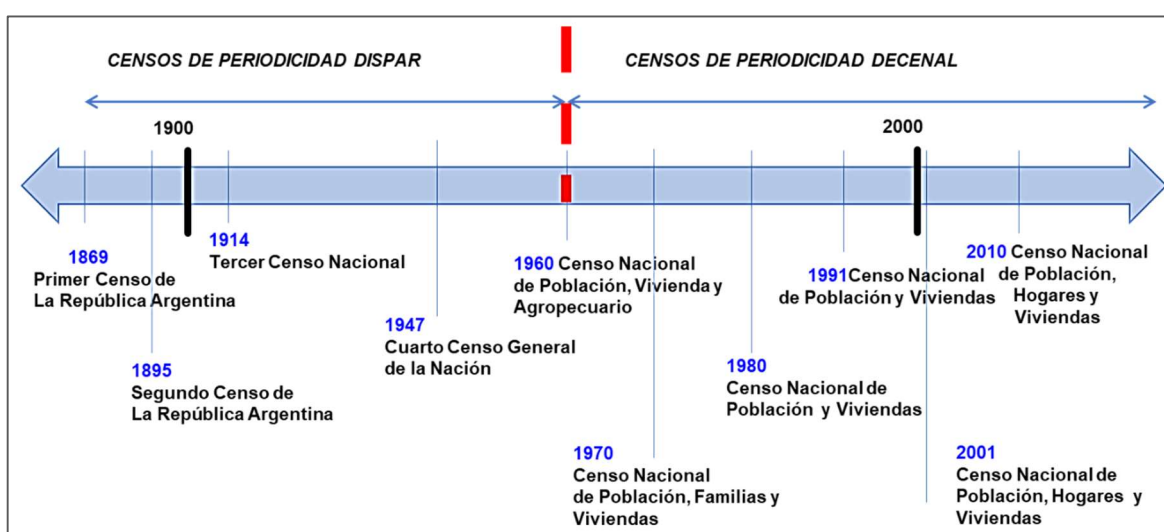 CENSOS DE PERIODICIDAD DISPAR
CENSOS DE PERIODICIDAD DECENAL
1900
2000
1869
Primer Censo de
La República Argentina
1895
Segundo Censo de
La República Argentina
1914
Tercer Censo Nacional
1947
Cuarto Censo General
de la Nación
1960 Censo Nacional
de Población, Vivienda y
Agropecuario
1970
Censo Nacional
de Población, Familias y
Viviendas
1980
Censo Nacional de
Población y Viviendas
1991Censo Nacional
de Población y Viviendas
2001
Censo Nacional de
Población, Hogares y
Viviendas
2010 Censo Nacional
de Población,
Hogares y
Viviendas